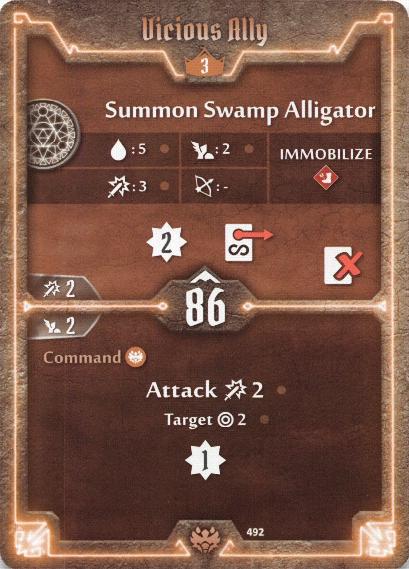 Vicious Ally
3
Summon Swamp Alligator
:5
:2
IMMOBILIZE
:3
:-
2
S
2
86
2
Command
Attack 2
Target 2
1
492